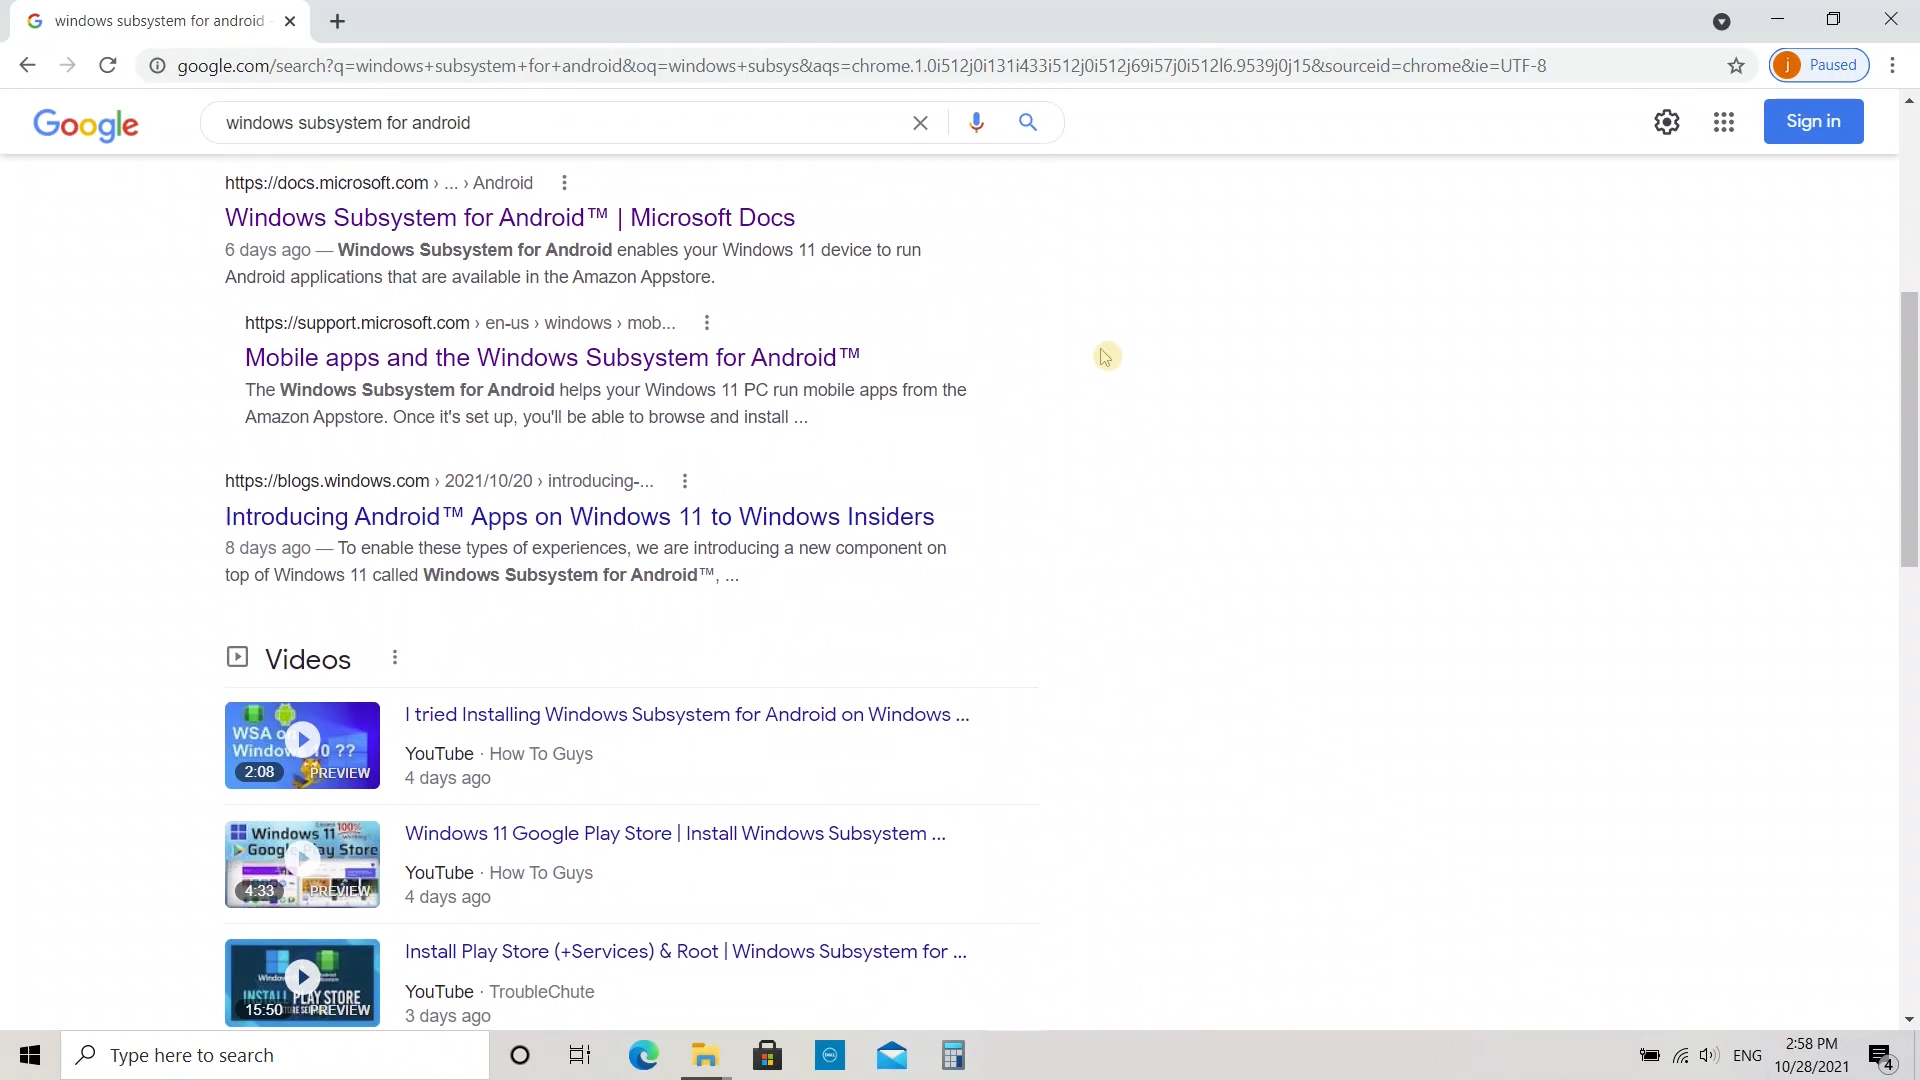 windows subsystem for android
google.com/search?q=windows+subsystem+for+android&oq=windows+subsys&aqs=chrome.1.0i512j0i131i433i512j0i512j69i57j0i512l6.9539j0j15&sourceid=chrome&ie=UTF-8
j Paused
Google
windows subsystem for android
Sign in
https://docs.microsoft.com › ... › Android
Windows Subsystem for Android™ | Microsoft Docs
6 days ago — Windows Subsystem for Android enables your Windows 11 device to run
Android applications that are available in the Amazon Appstore.
https://support.microsoft.com › en-us › windows › mob...
Mobile apps and the Windows Subsystem for Android™
The Windows Subsystem for Android helps your Windows 11 PC run mobile apps from the
Amazon Appstore. Once it's set up, you'll be able to browse and install ...
https://blogs.windows.com › 2021/10/20 › introducing-...
Introducing Android™ Apps on Windows 11 to Windows Insiders
8 days ago — To enable these types of experiences, we are introducing a new component on
top of Windows 11 called Windows Subsystem for Android™, ...
Videos
WSA
10 ??
2:08
PREVIEW
I tried Installing Windows Subsystem for Android on Windows ...
YouTube · How To Guys
4 days ago
Windows 11
100%
Google Play Store
4:33
PREVIEW
Windows 11 Google Play Store | Install Windows Subsystem ...
YouTube · How To Guys
4 days ago
INSTALL PLAY STORE
15:50
PREVIEW
Install Play Store (+Services) & Root | Windows Subsystem for ...
YouTube · TroubleChute
3 days ago
Type here to search
DELL
ENG
2:58 PM
10/28/2021
4